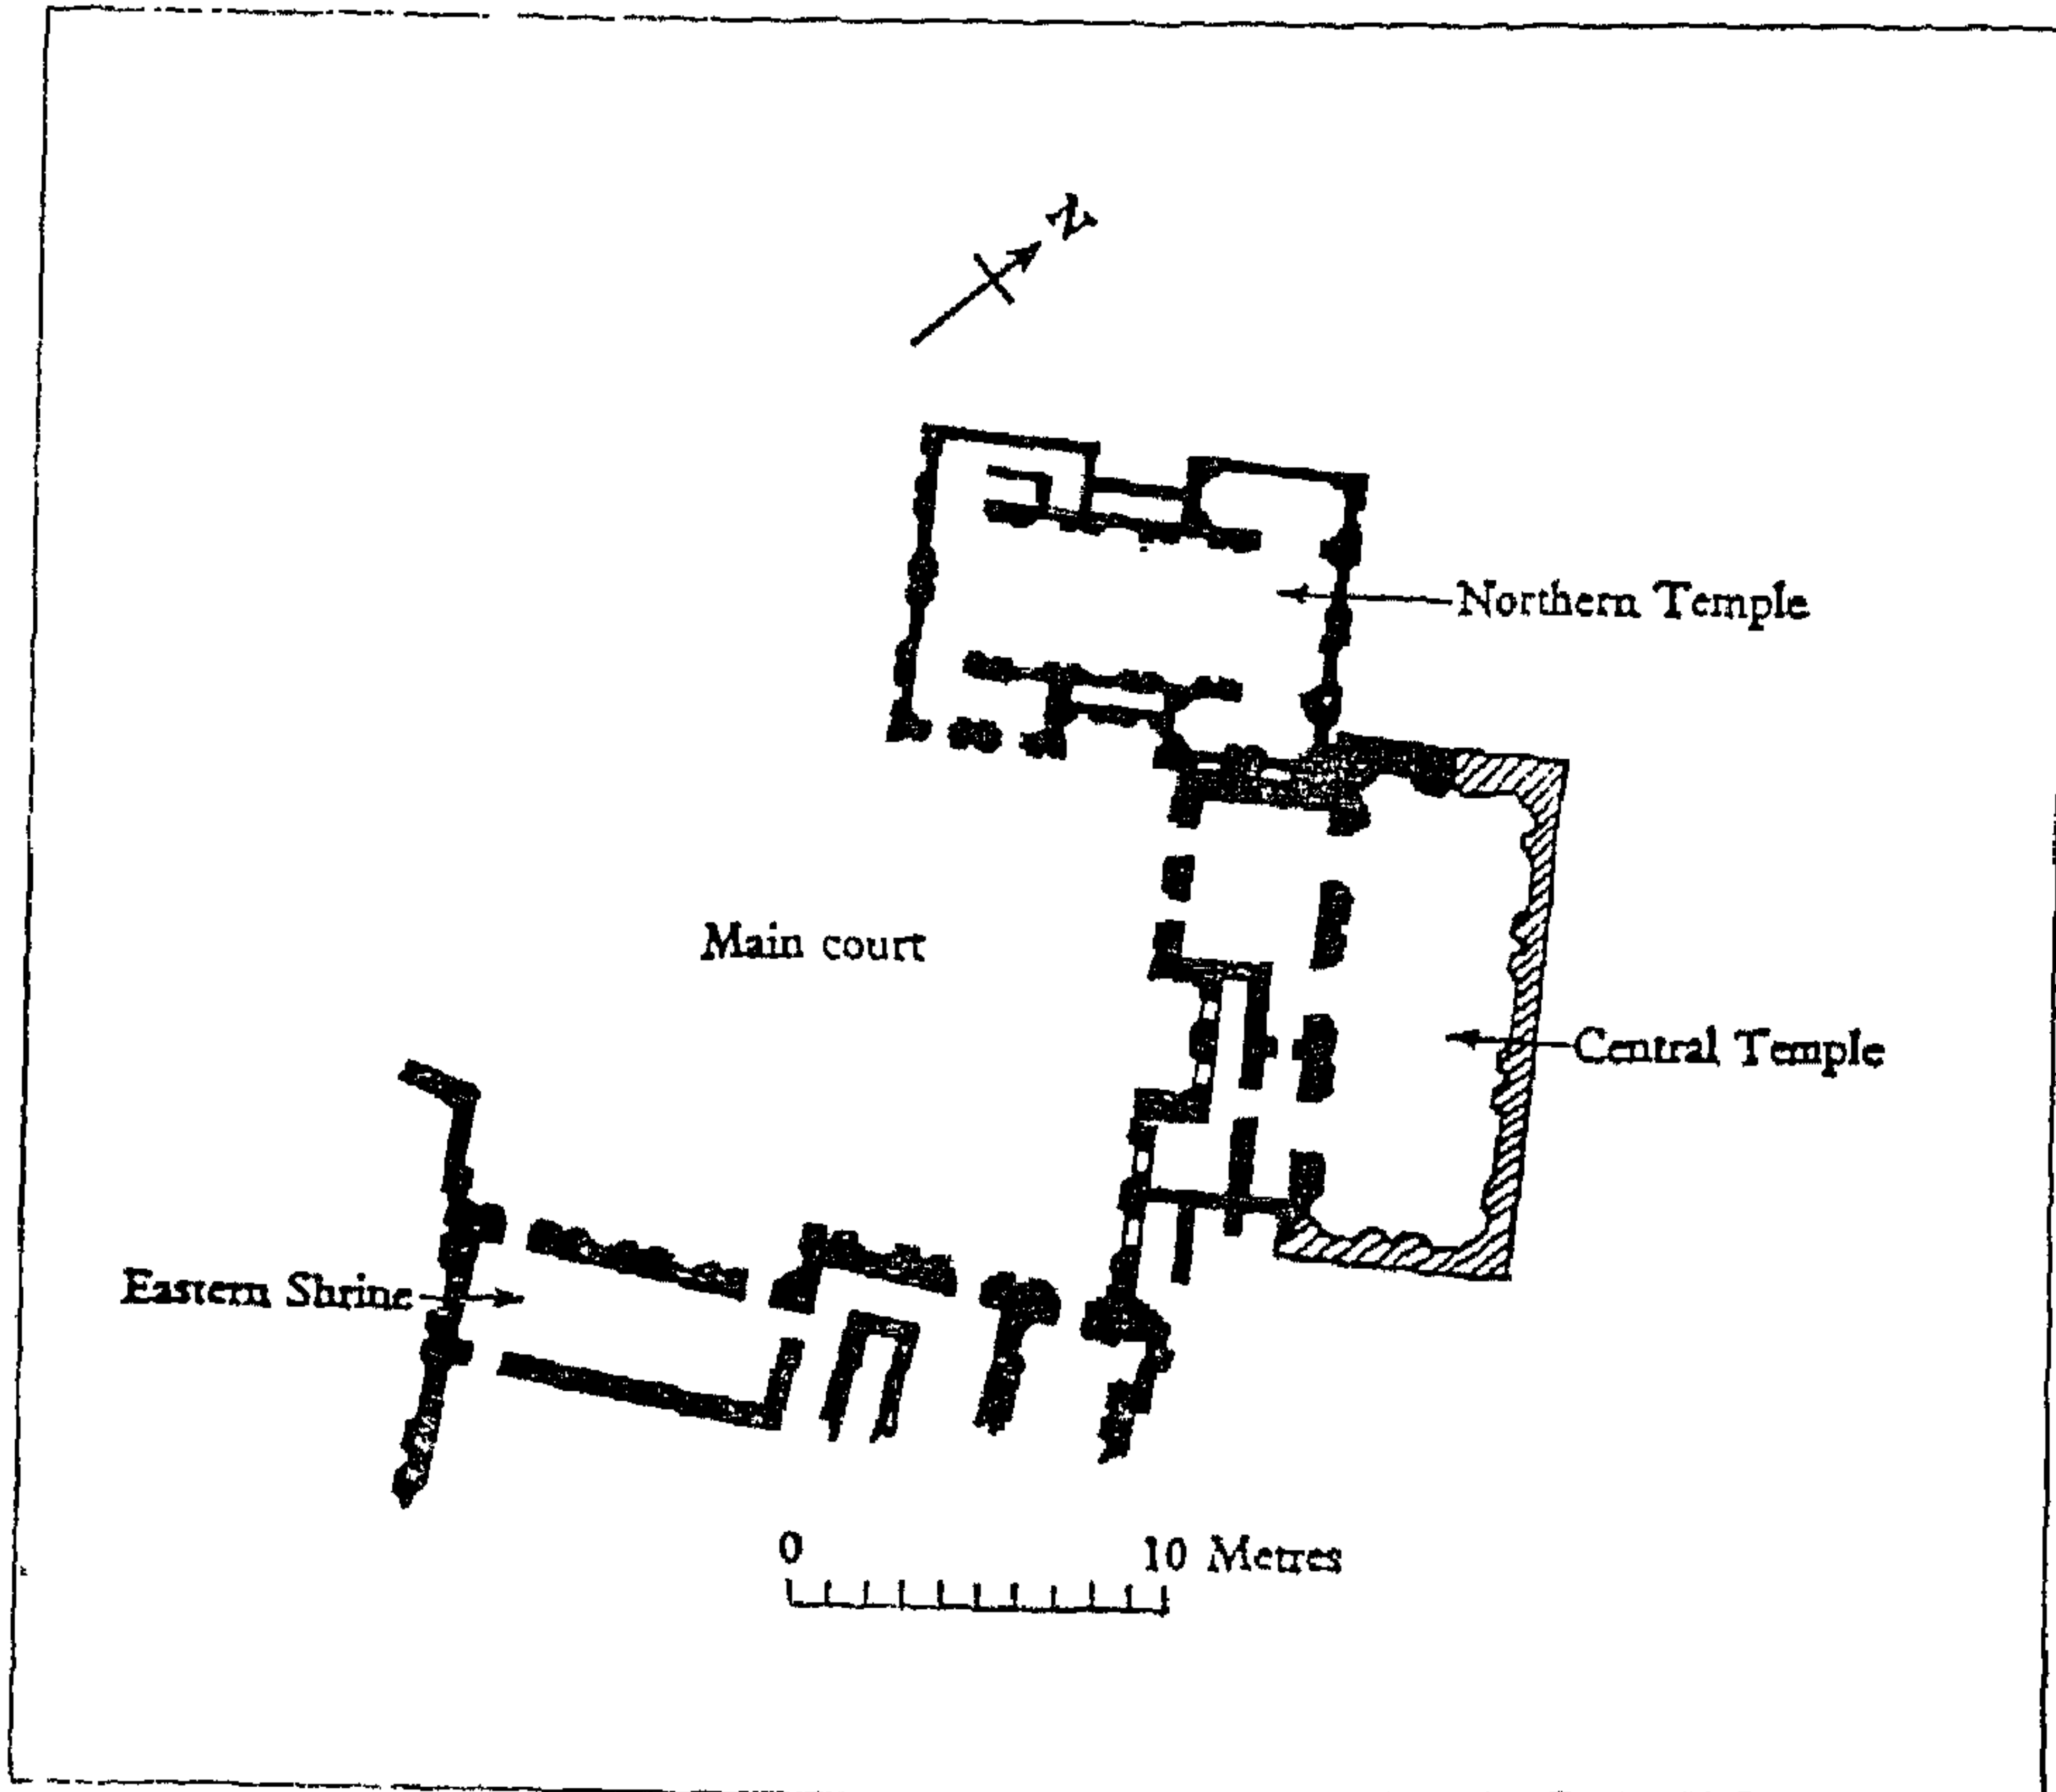 N
Northern Temple
Main court
Central Temple
Eastern Shrine
0 10 Metres